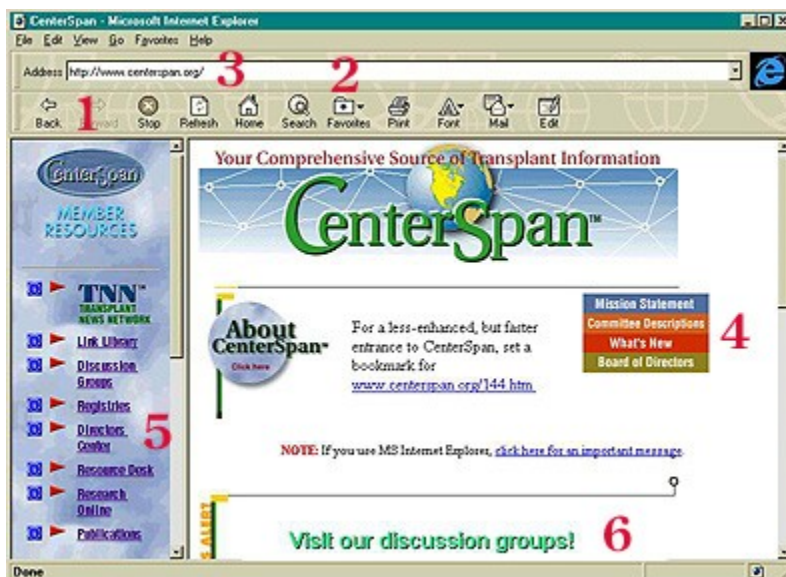 CenterSpan - Microsoft Internet Explorer
File Edit View Go Favorites Help
Address http://www.centerspan.org/
3
2
1
Back Forward Stop Refresh Home Search Favorites Print Font Mail Edit
CenterSpan
MEMBER
RESOURCES
TNN™
TRANSPLANT
NEWS NETWORK
Link Library
Discussion
Groups
Registries
Directors
Center
5
Resource Desk
Research
Online
Publications
Your Comprehensive Source of Transplant Information
CenterSpan™
About
CenterSpan™
Click here
For a less-enhanced, but faster
entrance to CenterSpan, set a
bookmark for
www.centerspan.org/144.htm
Mission Statement
Committee Descriptions
What's New
Board of Directors
4
NOTE: If you use MS Internet Explorer, click here for an important message.
S ALERT
Visit our discussion groups!
6
Done